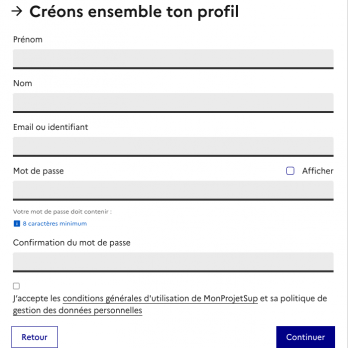 → Créons ensemble ton profil
Prénom
Nom
Email ou identifiant
Mot de passe
Afficher
Votre mot de passe doit contenir :
8 caractères minimum
Confirmation du mot de passe
J'accepte les conditions générales d'utilisation de MonProjetSup et sa politique de
gestion des données personnelles
Retour
Continuer